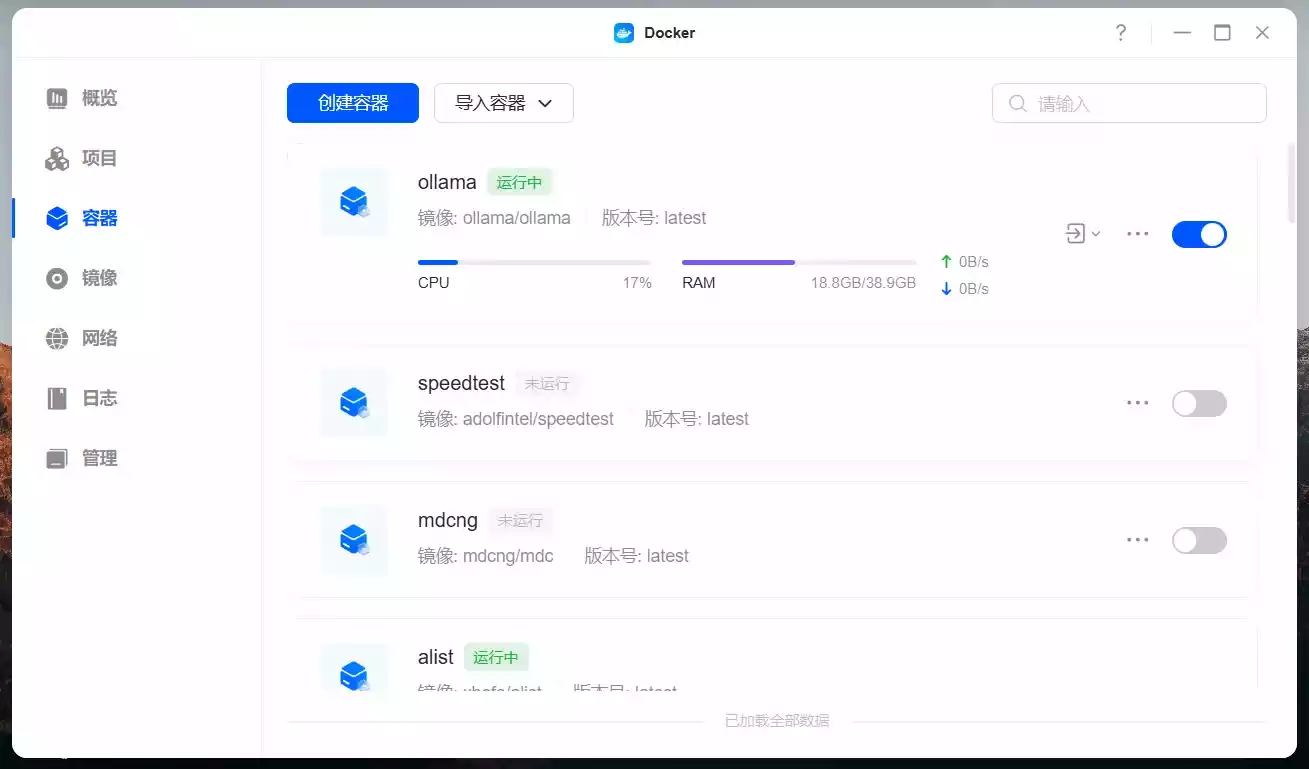 Docker
?
概览
项目
容器
镜像
网络
日志
管理
创建容器
导入容器
请输入
ollama 运行中
镜像: ollama/ollama 版本号: latest
CPU 17%
RAM 18.8GB/38.9GB
0B/s
0B/s
speedtest 未运行
镜像: adolfintel/speedtest 版本号: latest
mdcng 未运行
镜像: mdcng/mdc 版本号: latest
alist 运行中
镜像: xhofe/alist 版本号: latest
已加载全部数据